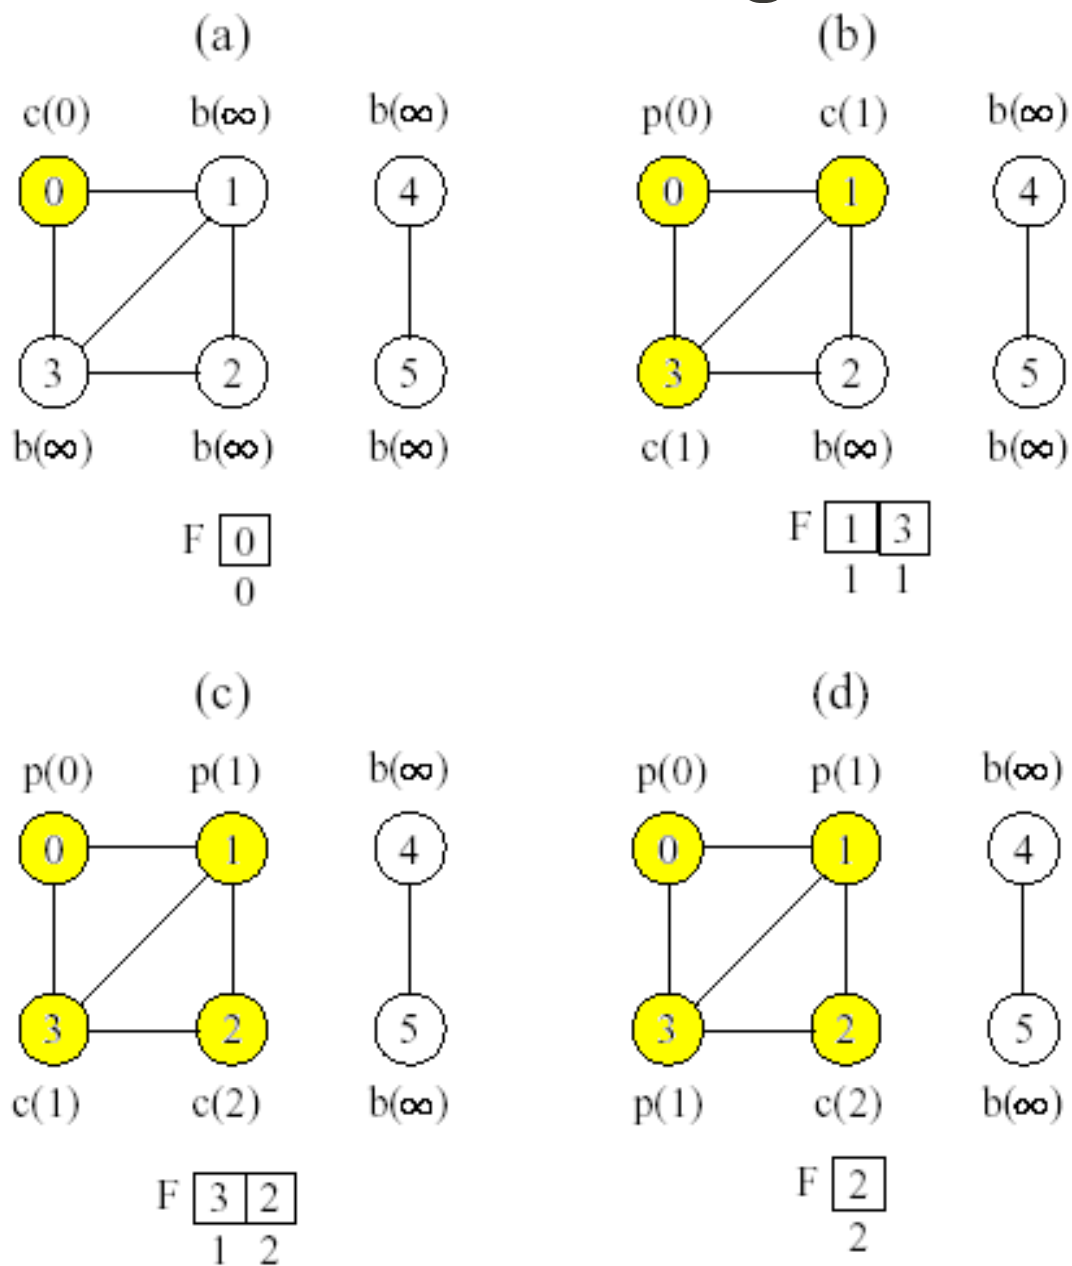 (a) (b)
c(0) b(∞) b(∞) p(0) c(1) b(∞)
0 1 4 0 1 4
3 2 5 3 2 5
b(∞) b(∞) b(∞) c(1) b(∞) b(∞)
F 0 F 1 3
0 1 1
(c) (d)
p(0) p(1) b(∞) p(0) p(1) b(∞)
0 1 4 0 1 4
3 2 5 3 2 5
c(1) c(2) b(∞) p(1) c(2) b(∞)
F 3 2 F 2
1 2 2